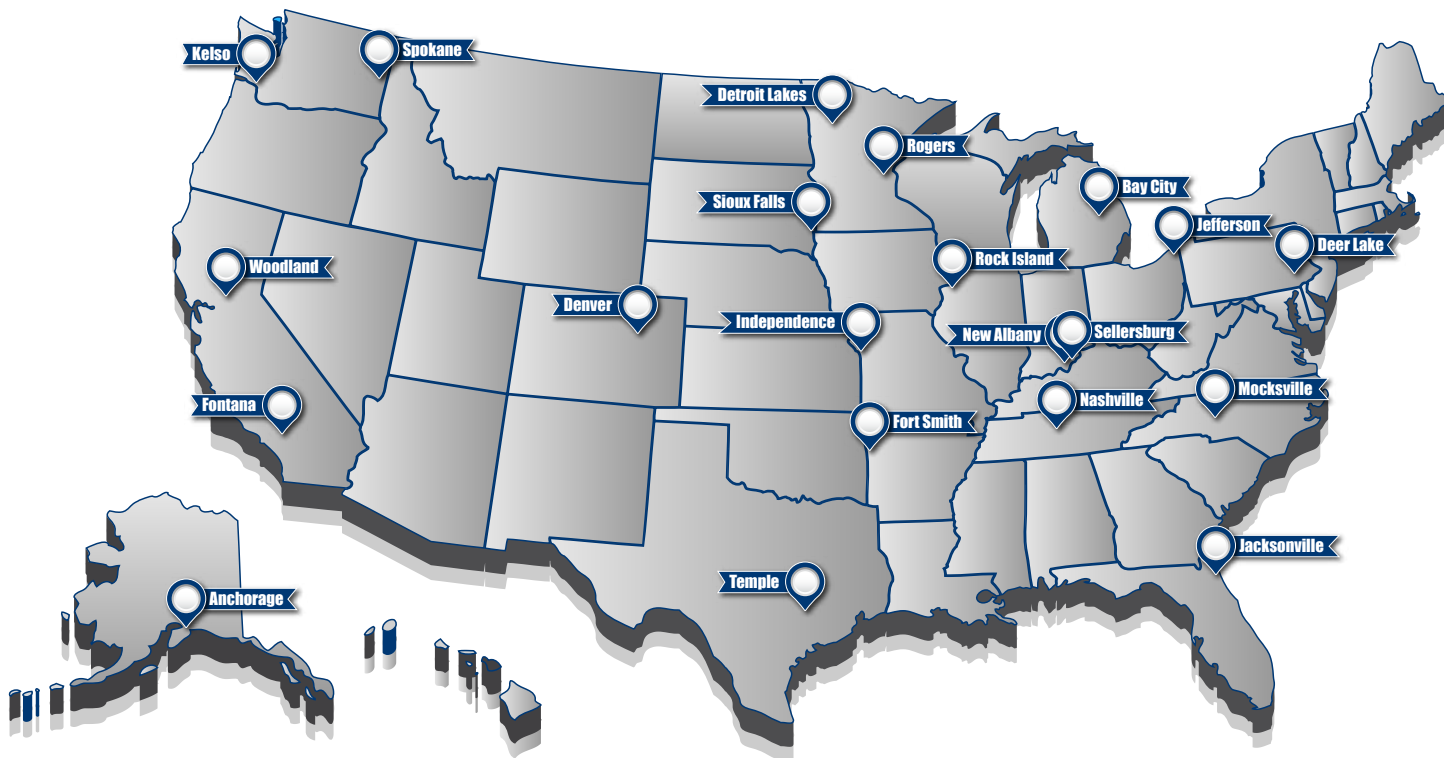 Kelso
Spokane
Detroit Lakes
Rogers
Bay City
Sioux Falls
Jefferson
Deer Lake
Woodland
Rock Island
Denver
Independence
New Albany
Sellersburg
Mocksville
Fontana
Nashville
Fort Smith
Jacksonville
Temple
Anchorage